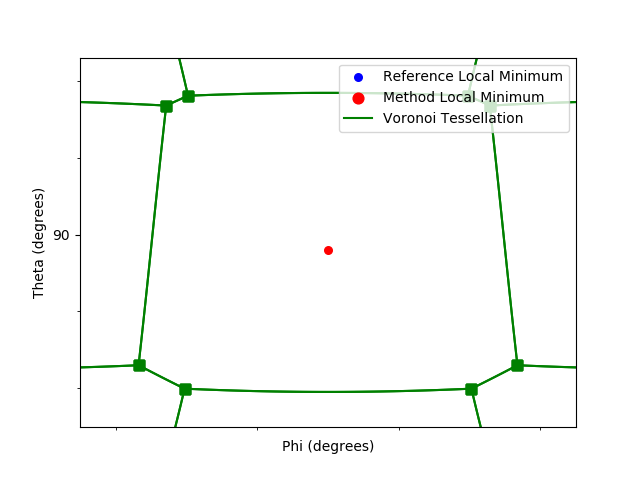 Reference Local Minimum
Method Local Minimum
Voronoi Tessellation
Theta (degrees)
90
Phi (degrees)